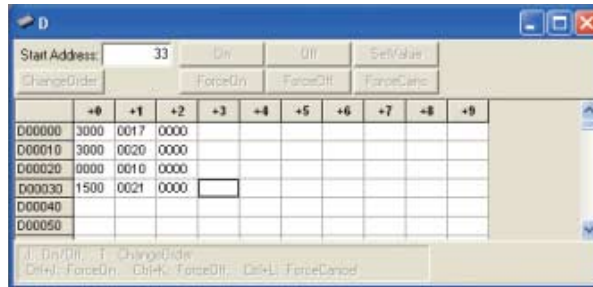 D
Start Address: 33 On Off SetValue
ChangeOrder ForceOn ForceOff ForceCanc
+0 +1 +2 +3 +4 +5 +6 +7 +8 +9
D00000 3000 0017 0000
D00010 3000 0020 0000
D00020 0000 0010 0000
D00030 1500 0021 0000
D00040
D00050
J: On/Off; T: ChangeOrder
Ctrl+J: ForceOn; Ctrl+K: ForceOff; Ctrl+L: ForceCancel